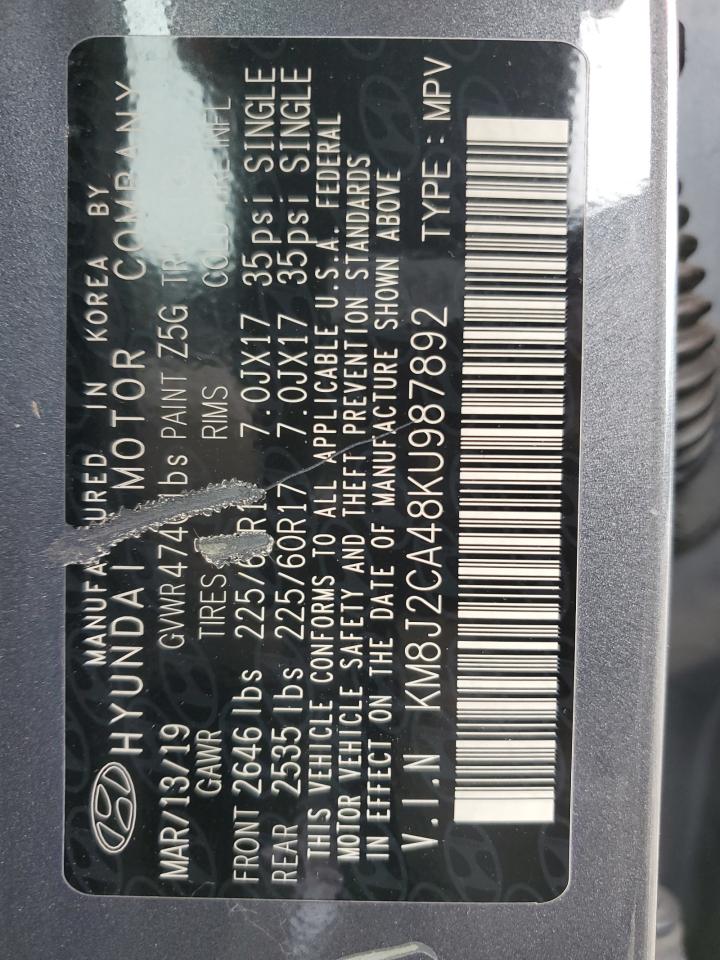 MANUFACTURED IN KOREA BY
HYUNDAI MOTOR COMPANY
MAR/13/19 PAINT Z5G
GAWR TIRES RIMS
FRONT 2646 lbs 7.0JX17 35psi SINGLE
REAR 2535 lbs 225/60R17 7.0JX17 35psi SINGLE
THIS VEHICLE CONFORMS TO ALL APPLICABLE U.S.A. FEDERAL
MOTOR VEHICLE SAFETY AND THEFT PREVENTION STANDARDS
IN EFFECT ON THE DATE OF MANUFACTURE SHOWN ABOVE
V.I.N KM8J2CA48KU987892 TYPE : MPV